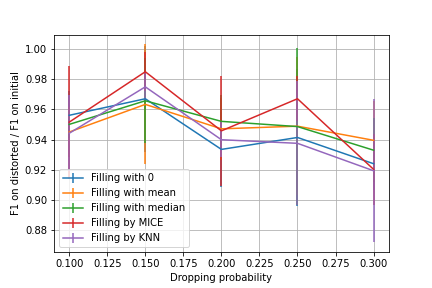 F1 on distorted / F1 on initial
1.00
0.98
0.96
0.94
0.92
0.90
0.88
Filling with 0
Filling with mean
Filling with median
Filling by MICE
Filling by KNN
0.100 0.125 0.150 0.175 0.200 0.225 0.250 0.275 0.300
Dropping probability